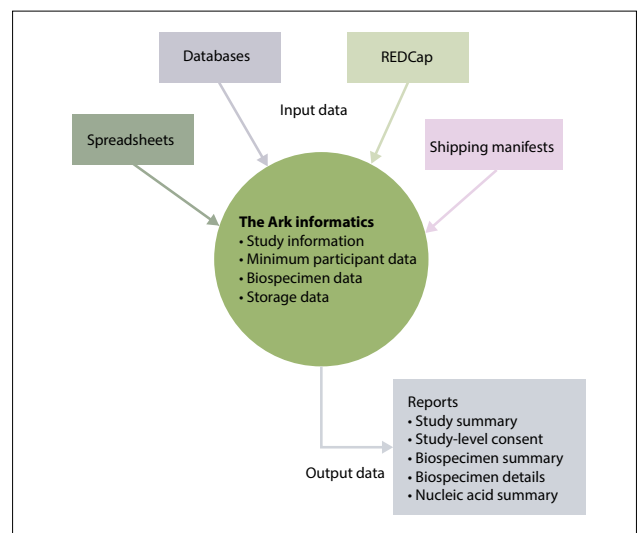 Databases
REDCap
Input data
Spreadsheets
Shipping manifests
The Ark informatics
• Study information
• Minimum participant data
• Biospecimen data
• Storage data
Reports
• Study summary
• Study-level consent
• Biospecimen summary
• Biospecimen details
• Nucleic acid summary
Output data